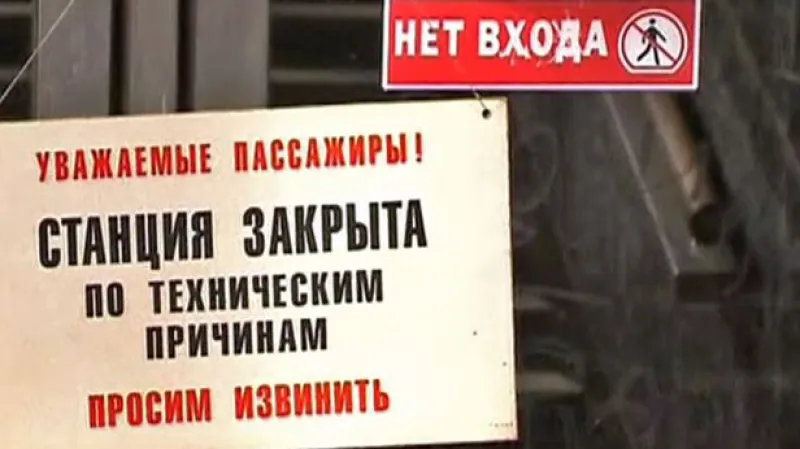 НЕТ ВХОДА
УВАЖАЕМЫЕ ПАССАЖИРЫ!
СТАНЦИЯ ЗАКРЫТА
ПО ТЕХНИЧЕСКИМ
ПРИЧИНАМ
ПРОСИМ ИЗВИНИТЬ